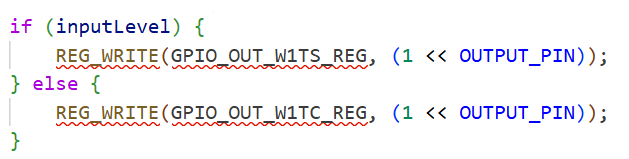 if (inputLevel) {
    REG_WRITE(GPIO_OUT_W1TS_REG, (1 << OUTPUT_PIN));
} else {
    REG_WRITE(GPIO_OUT_W1TC_REG, (1 << OUTPUT_PIN));
}